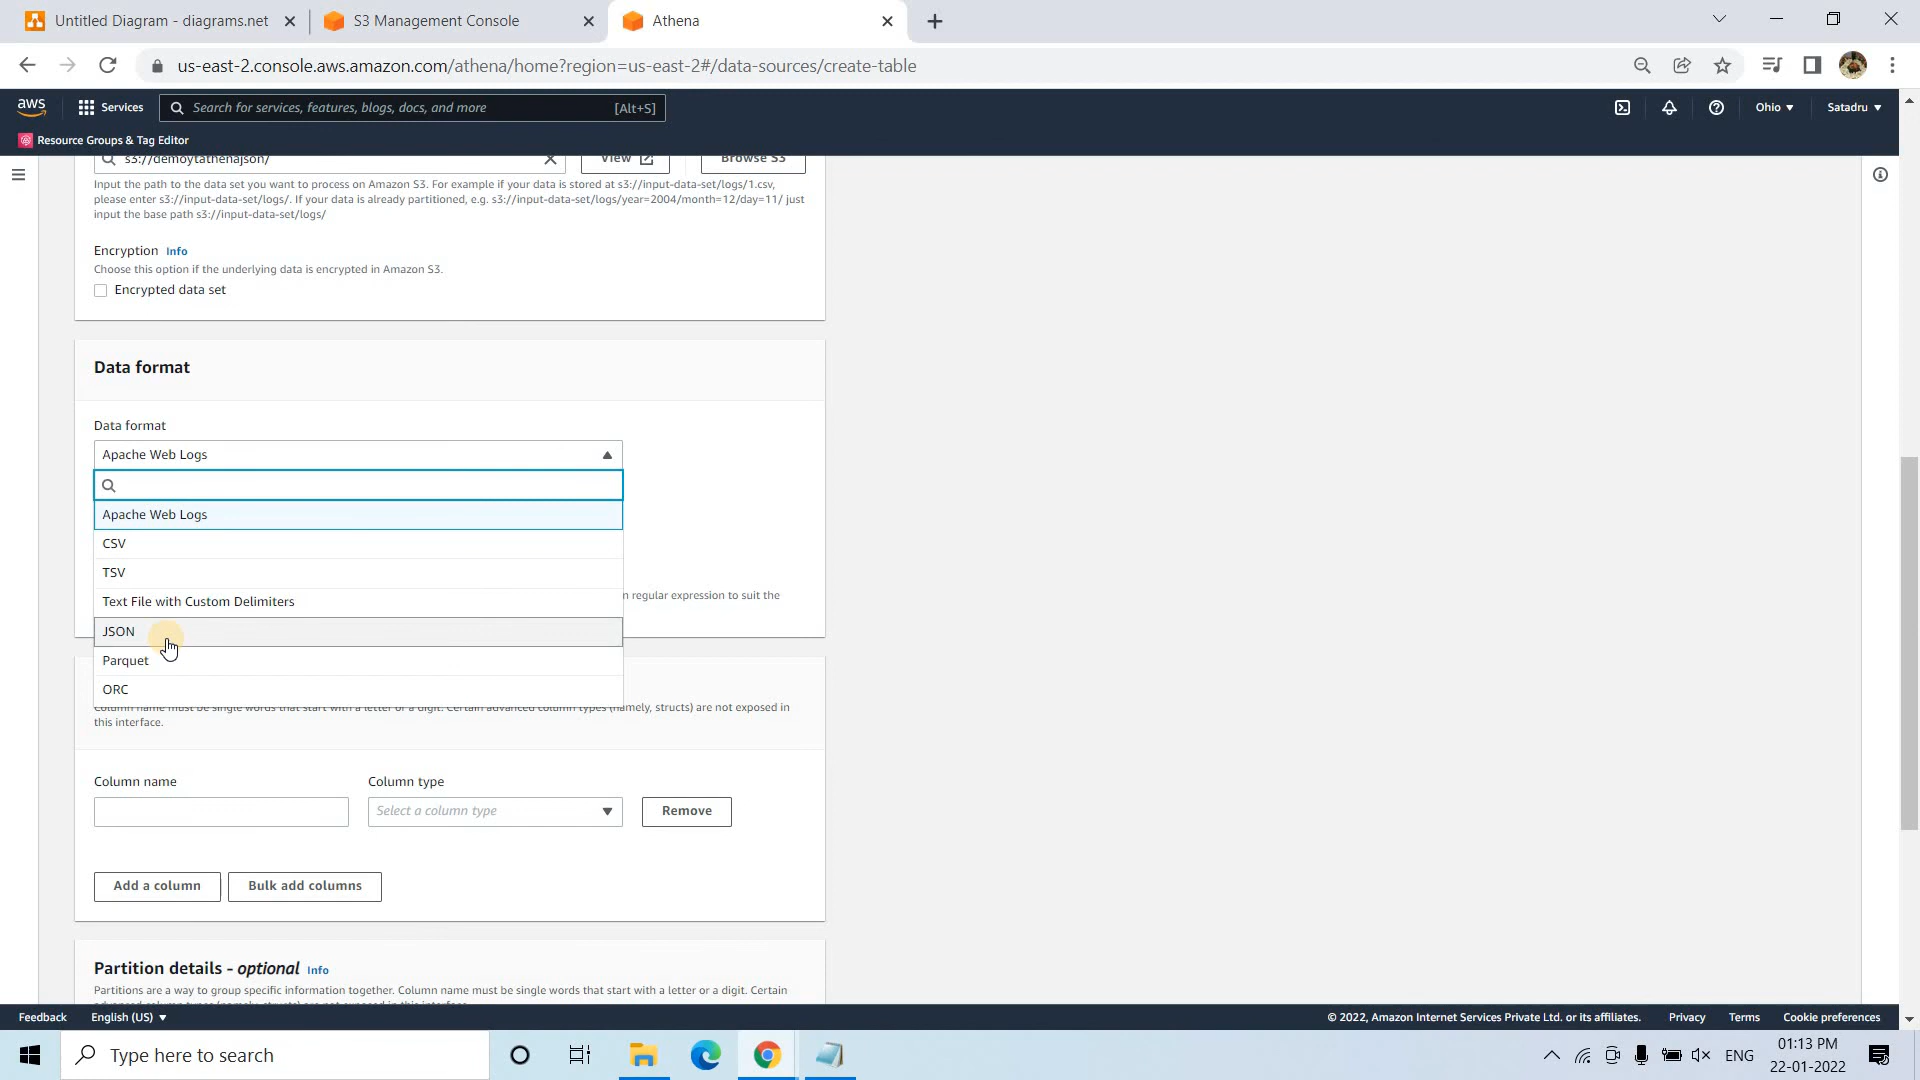 Untitled Diagram - diagrams.net
S3 Management Console
Athena
us-east-2.console.aws.amazon.com/athena/home?region=us-east-2#/data-sources/create-table
aws
Services
Search for services, features, blogs, docs, and more
[Alt+S]
Ohio
Satadru
Resource Groups & Tag Editor
s3://demoytathenajson/
View
Browse S3
Input the path to the data set you want to process on Amazon S3. For example if your data is stored at s3://input-data-set/logs/1.csv,
please enter s3://input-data-set/logs/. If your data is already partitioned, e.g. s3://input-data-set/logs/year=2004/month=12/day=11/ just
input the base path s3://input-data-set/logs/
Encryption Info
Choose this option if the underlying data is encrypted in Amazon S3.
Encrypted data set
Data format
Data format
Apache Web Logs
Apache Web Logs
CSV
TSV
Text File with Custom Delimiters
n regular expression to suit the
JSON
Parquet
ORC
Column name must be single words that start with a letter or a digit. Certain advanced column types (namely, structs) are not exposed in
this interface.
Column name
Column type
Select a column type
Remove
Add a column
Bulk add columns
Partition details - optional Info
Partitions are a way to group specific information together. Column name must be single words that start with a letter or a digit. Certain
advanced column types (namely, structs) are not exposed in this interface.
Feedback
English (US)
© 2022, Amazon Internet Services Private Ltd. or its affiliates.
Privacy
Terms
Cookie preferences
Type here to search
ENG
01:13 PM
22-01-2022